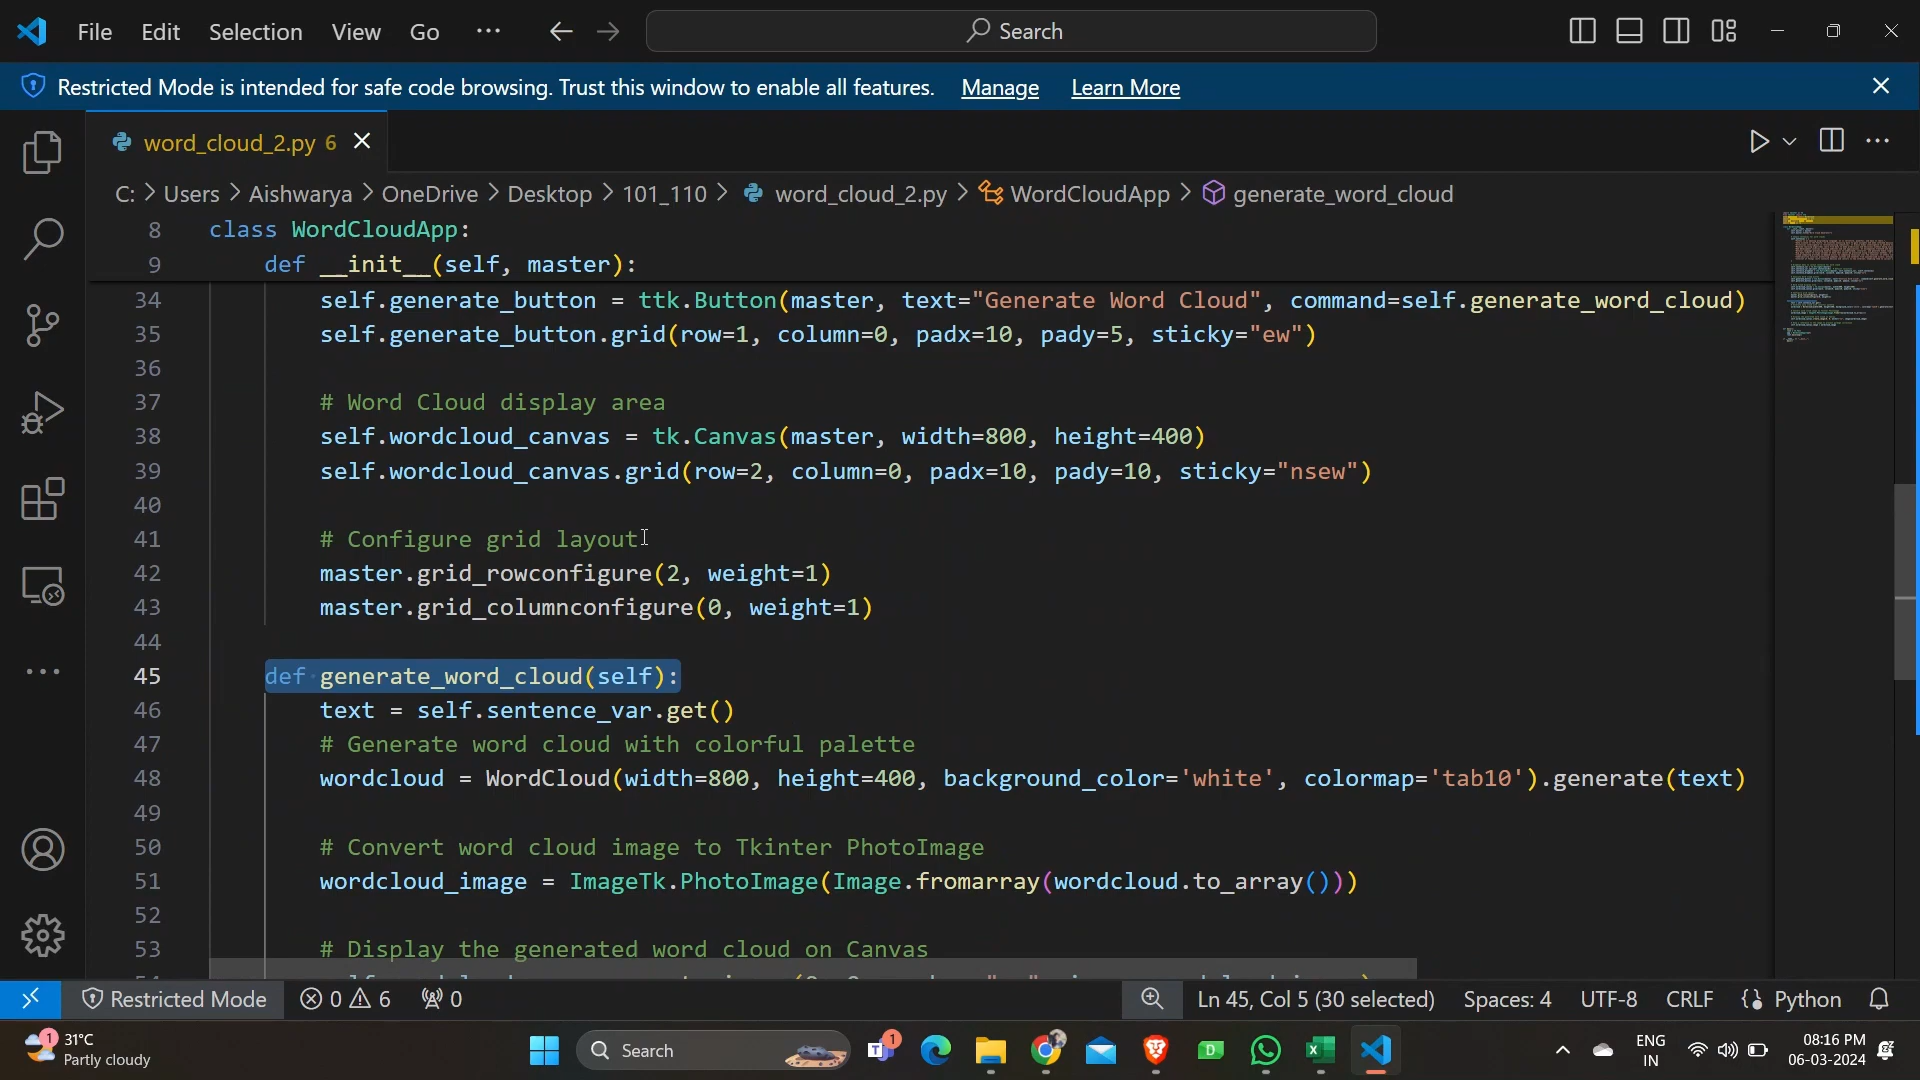 File Edit Selection View Go ··· Search
Restricted Mode is intended for safe code browsing. Trust this window to enable all features. Manage Learn More
word_cloud_2.py 6
C: > Users > Aishwarya > OneDrive > Desktop > 101_110 > word_cloud_2.py > WordCloudApp > generate_word_cloud
8 class WordCloudApp:
9 def __init__(self, master):
34 self.generate_button = ttk.Button(master, text="Generate Word Cloud", command=self.generate_word_cloud)
35 self.generate_button.grid(row=1, column=0, padx=10, pady=5, sticky="ew")
36
37 # Word Cloud display area
38 self.wordcloud_canvas = tk.Canvas(master, width=800, height=400)
39 self.wordcloud_canvas.grid(row=2, column=0, padx=10, pady=10, sticky="nsew")
40
41 # Configure grid layout
42 master.grid_rowconfigure(2, weight=1)
43 master.grid_columnconfigure(0, weight=1)
44
45 def generate_word_cloud(self):
46 text = self.sentence_var.get()
47 # Generate word cloud with colorful palette
48 wordcloud = WordCloud(width=800, height=400, background_color='white', colormap='tab10').generate(text)
49
50 # Convert word cloud image to Tkinter PhotoImage
51 wordcloud_image = ImageTk.PhotoImage(Image.fromarray(wordcloud.to_array()))
52
53 # Display the generated word cloud on Canvas
Restricted Mode 0 6 0 Ln 45, Col 5 (30 selected) Spaces: 4 UTF-8 CRLF Python
1 31°C
Partly cloudy
Search
1
ENG
IN
08:16 PM
06-03-2024